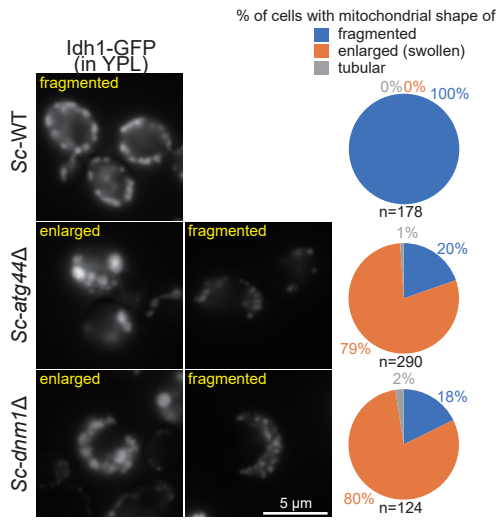 % of cells with mitochondrial shape of
fragmented
enlarged (swollen)
tubular
Idh1-GFP
(in YPL)
Sc-WT
fragmented
0% 0% 100%
n=178
Sc-atg44Δ
enlarged
fragmented
1%
20%
79%
n=290
Sc-dnm1Δ
enlarged
fragmented
5 μm
2%
18%
80%
n=124